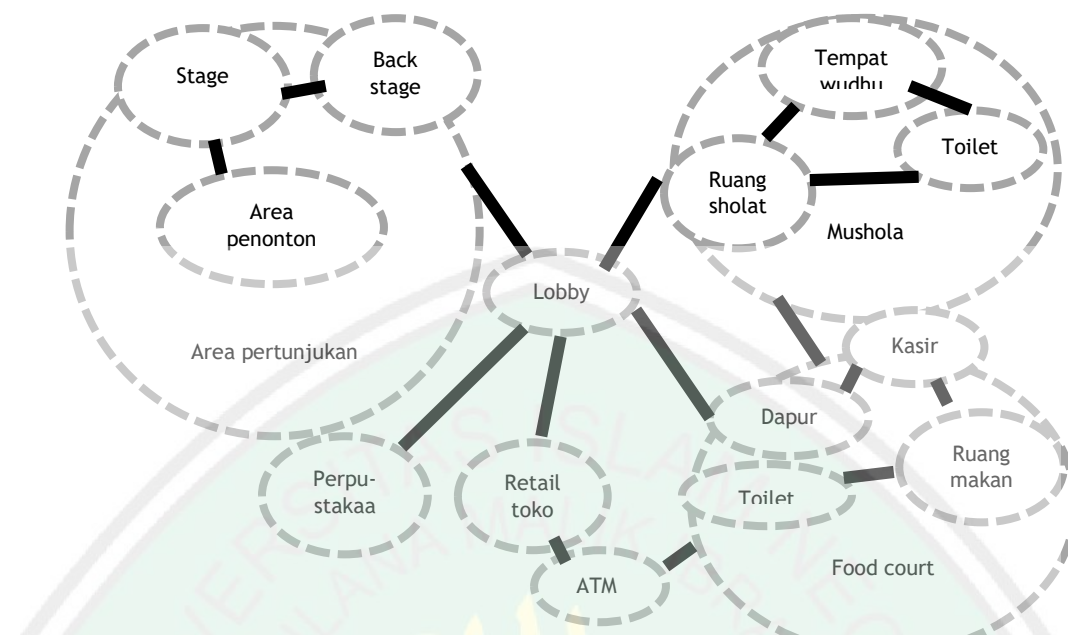 Stage
Back
stage
Area
penonton
Area pertunjukan
Tempat
wudhu
Toilet
Ruang
sholat
Mushola
Lobby
Kasir
Dapur
Ruang
makan
Toilet
Food court
Perpu-
stakaa
Retail
toko
ATM